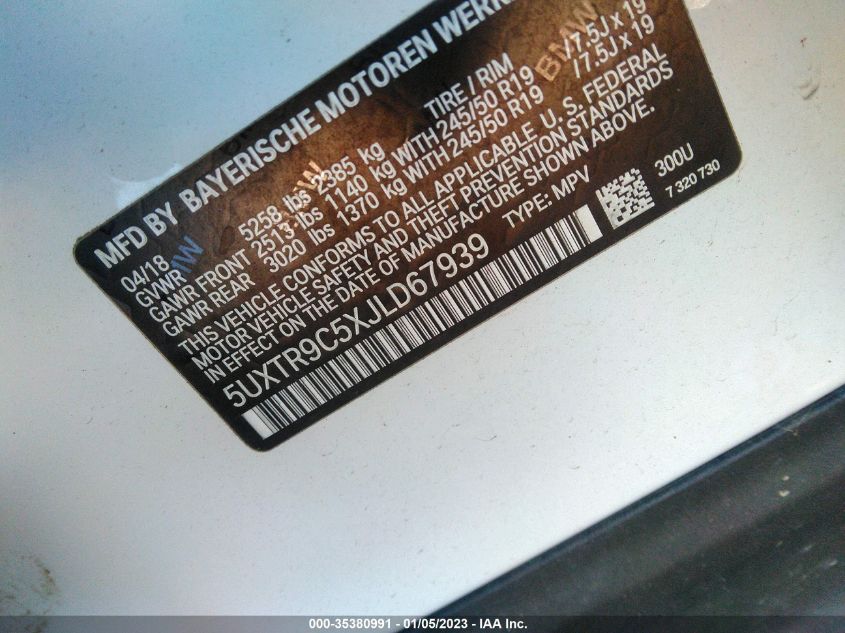 MFD BY BAYERISCHE MOTOREN WERK
04/18 TIRE / RIM
GVWR 5258 lbs 2385 kg
GAWR FRONT 2513 lbs 1140 kg WITH 245/50 R19 /7.5J x 19
GAWR REAR 3020 lbs 1370 kg WITH 245/50 R19 /7.5J x 19
THIS VEHICLE CONFORMS TO ALL APPLICABLE U. S. FEDERAL
MOTOR VEHICLE SAFETY AND THEFT PREVENTION STANDARDS
IN EFFECT ON THE DATE OF MANUFACTURE SHOWN ABOVE.
5UXTR9C5XJLD67939 TYPE: MPV 300U
7 320 730
BMW
000-35380991 - 01/05/2023 - IAA Inc.